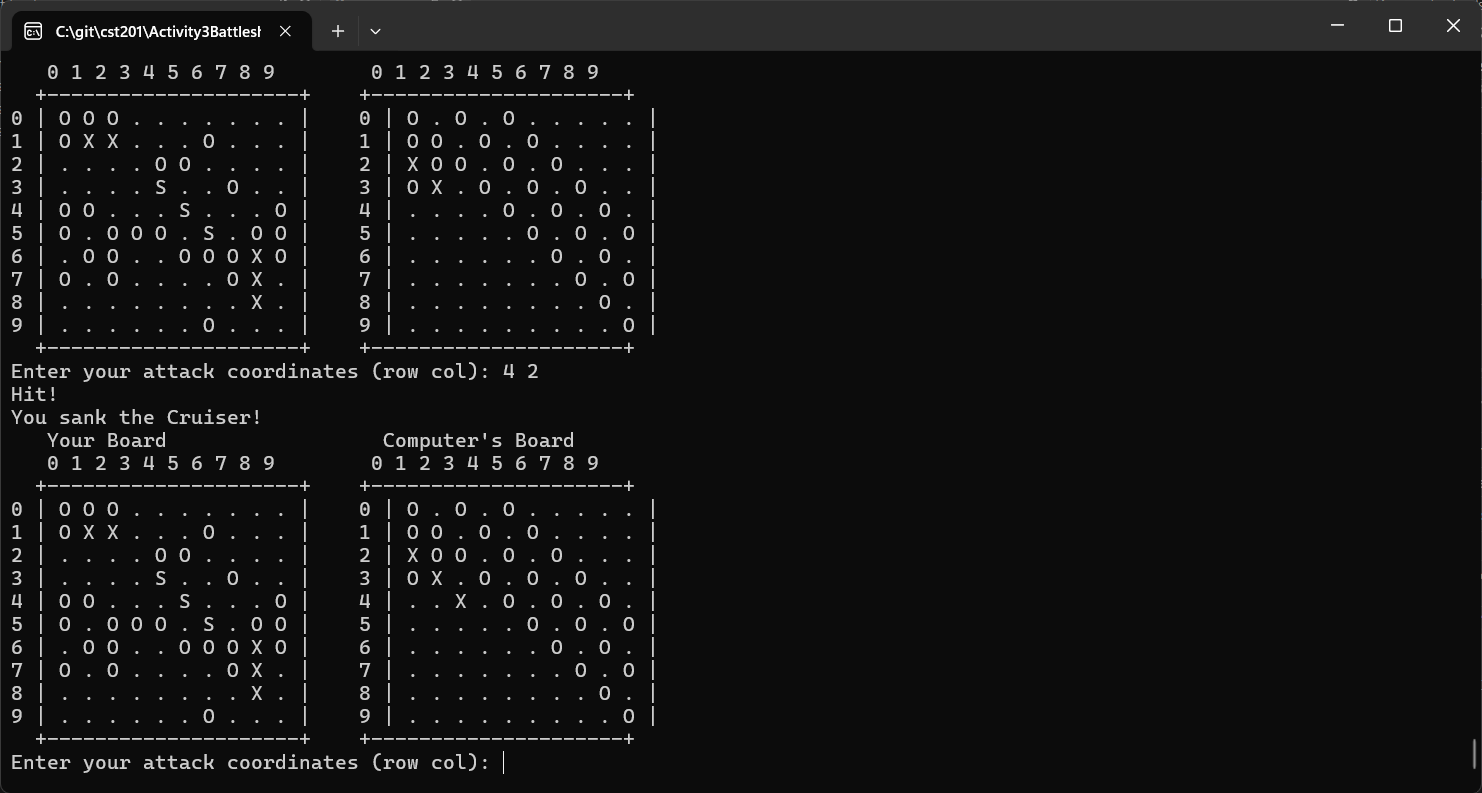 C:\git\cst201\Activity3Battlesh
    0 1 2 3 4 5 6 7 8 9        0 1 2 3 4 5 6 7 8 9
  +---------------------+    +---------------------+
0 | O O O . . . . . . . |    0 | O . O . O . . . . . |
1 | O X X . . . O . . . |    1 | O O . O . O . . . . |
2 | . . . . O O . . . . |    2 | X O O . O . O . . . |
3 | . . . . S . . O . . |    3 | O X . O . O . O . . |
4 | O O . . . S . . . O |    4 | . . . . O . O . O . |
5 | O . O O O . S . O O |    5 | . . . . . O . O . O |
6 | . O O . . O O O X O |    6 | . . . . . . O . O . |
7 | O . O . . . . O X . |    7 | . . . . . . . O . O |
8 | . . . . . . . . X . |    8 | . . . . . . . . O . |
9 | . . . . . . O . . . |    9 | . . . . . . . . . O |
  +---------------------+    +---------------------+
Enter your attack coordinates (row col): 4 2
Hit!
You sank the Cruiser!
   Your Board                  Computer's Board
    0 1 2 3 4 5 6 7 8 9        0 1 2 3 4 5 6 7 8 9
  +---------------------+    +---------------------+
0 | O O O . . . . . . . |    0 | O . O . O . . . . . |
1 | O X X . . . O . . . |    1 | O O . O . O . . . . |
2 | . . . . O O . . . . |    2 | X O O . O . O . . . |
3 | . . . . S . . O . . |    3 | O X . O . O . O . . |
4 | O O . . . S . . . O |    4 | . . X . O . O . O . |
5 | O . O O O . S . O O |    5 | . . . . . O . O . O |
6 | . O O . . O O O X O |    6 | . . . . . . O . O . |
7 | O . O . . . . O X . |    7 | . . . . . . . O . O |
8 | . . . . . . . . X . |    8 | . . . . . . . . O . |
9 | . . . . . . O . . . |    9 | . . . . . . . . . O |
  +---------------------+    +---------------------+
Enter your attack coordinates (row col):